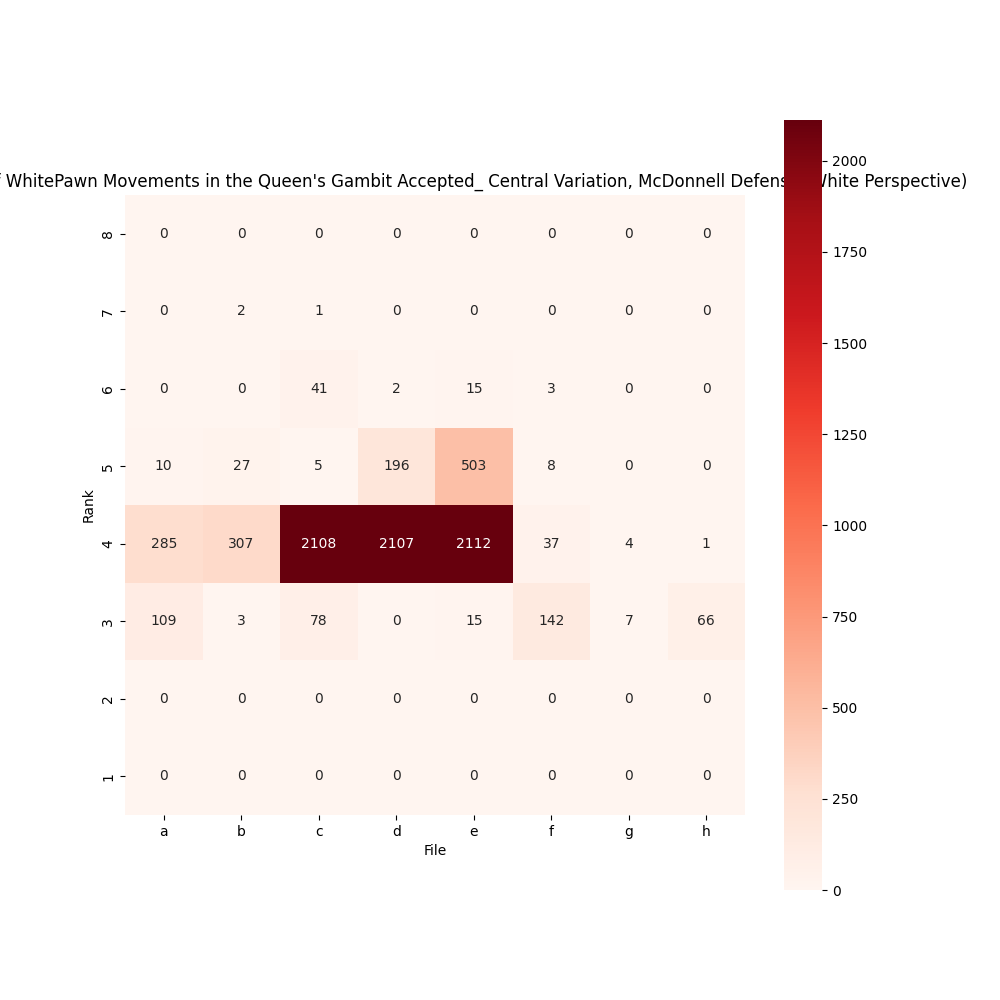 WhitePawn Movements in the Queen's Gambit Accepted_ Central Variation, McDonnell Perspective)
2000
1750
1500
1250
1000
750
500
250
0
Rank
8 0 0 0 0 0 0 0 0
7 0 2 1 0 0 0 0 0
6 0 0 41 2 15 3 0 0
5 10 27 5 196 503 8 0 0
4 285 307 2108 2107 2112 37 4 1
3 109 3 78 0 15 142 7 66
2 0 0 0 0 0 0 0 0
1 0 0 0 0 0 0 0 0
a b c d e f g h
File